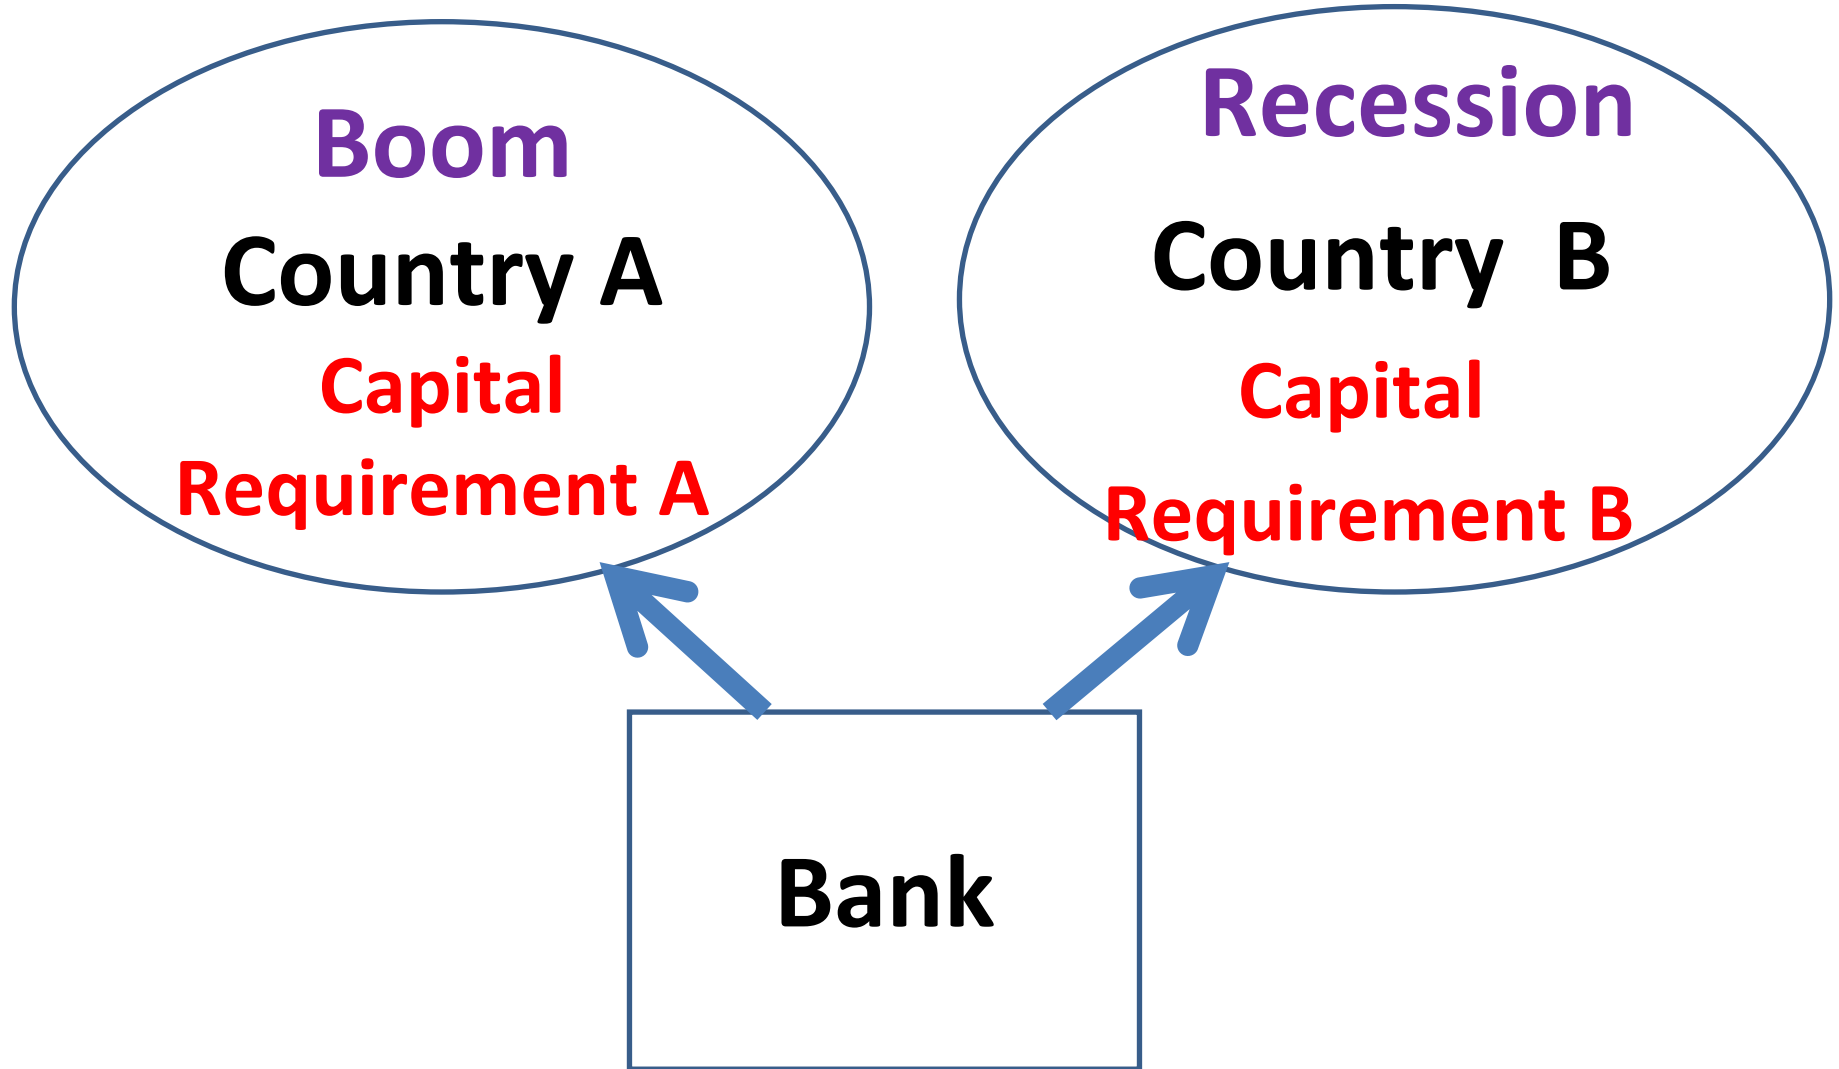 Boom
Country A
Capital
Requirement A
Recession
Country B
Capital
Requirement B
Bank